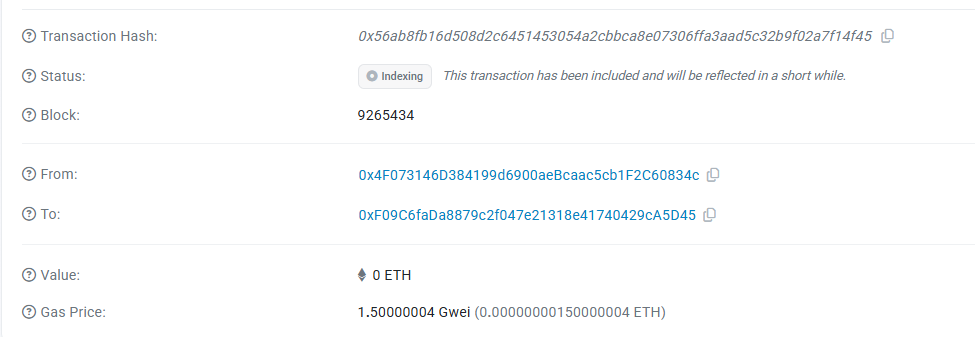 Transaction Hash: 0x56ab8fb16d508d2c6451453054a2cbbca8e07306ffa3aad5c32b9f02a7f14f45
Status: Indexing This transaction has been included and will be reflected in a short while.
Block: 9265434
From: 0x4F073146D384199d6900aeBcaac5cb1F2C60834c
To: 0xF09C6faDa8879c2f047e21318e41740429cA5D45
Value: 0 ETH
Gas Price: 1.50000004 Gwei (0.00000000150000004 ETH)